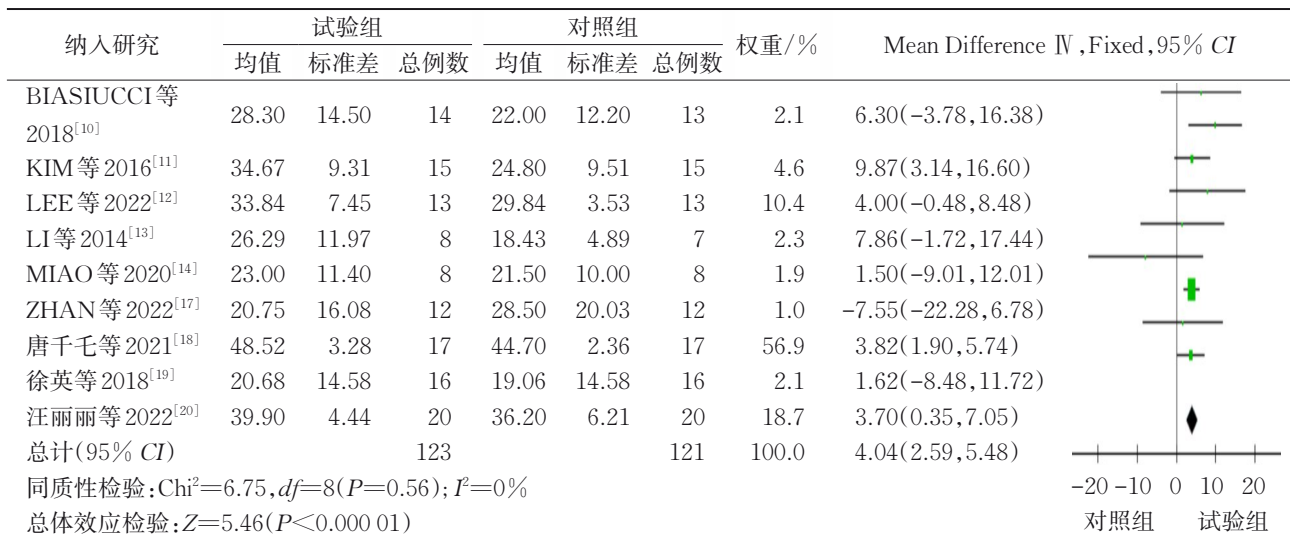 纳入研究 试验组 对照组 权重/% Mean Difference Ⅳ,Fixed,95% CI
均值 标准差 总例数 均值 标准差 总例数
BIASIUCCI等
2018[10] 28.30 14.50 14 22.00 12.20 13 2.1 6.30(-3.78,16.38)
KIM等2016[11] 34.67 9.31 15 24.80 9.51 15 4.6 9.87(3.14,16.60)
LEE等2022[12] 33.84 7.45 13 29.84 3.53 13 10.4 4.00(-0.48,8.48)
LI等2014[13] 26.29 11.97 8 18.43 4.89 7 2.3 7.86(-1.72,17.44)
MIAO等2020[14] 23.00 11.40 8 21.50 10.00 8 1.9 1.50(-9.01,12.01)
ZHAN等2022[17] 20.75 16.08 12 28.50 20.03 12 1.0 -7.55(-22.28,6.78)
唐千乇等2021[18] 48.52 3.28 17 44.70 2.36 17 56.9 3.82(1.90,5.74)
徐英等2018[19] 20.68 14.58 16 19.06 14.58 16 2.1 1.62(-8.48,11.72)
汪丽丽等2022[20] 39.90 4.44 20 36.20 6.21 20 18.7 3.70(0.35,7.05)
总计(95% CI) 123 121 100.0 4.04(2.59,5.48)
同质性检验:Chi²=6.75,df=8(P=0.56);I²=0%
总体效应检验:Z=5.46(P<0.000 01)
-20 -10 0 10 20
对照组 试验组